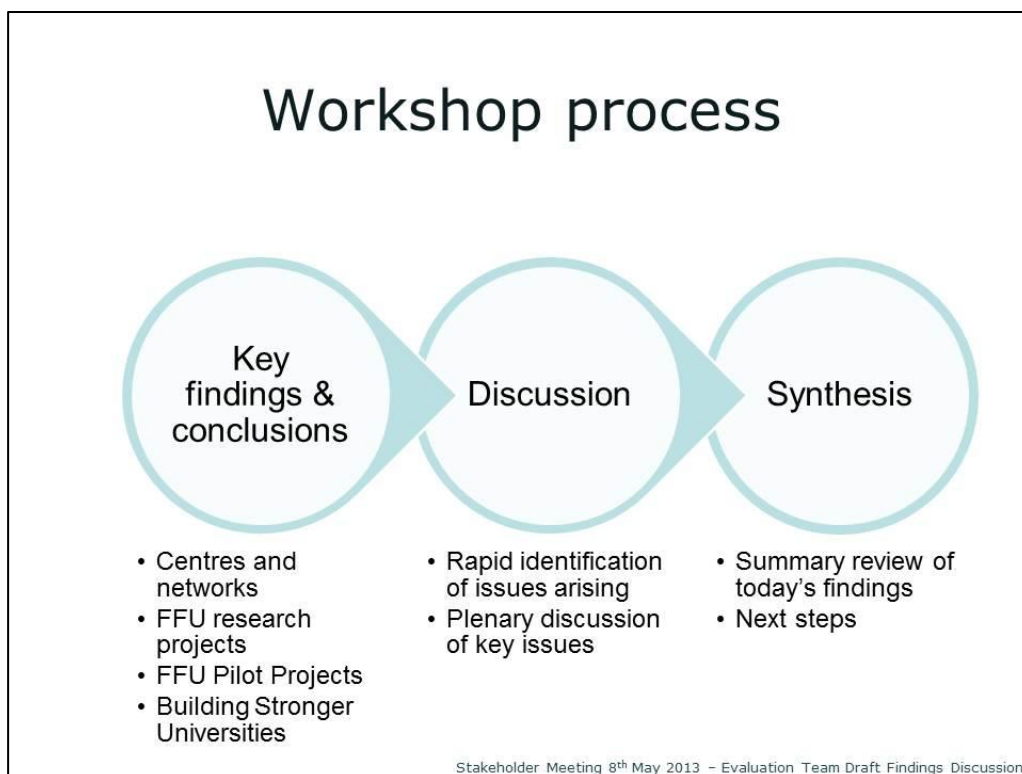 Workshop process
Key
findings &
conclusions
Discussion
Synthesis
• Centres and
networks
• FFU research
projects
• FFU Pilot Projects
• Building Stronger
Universities
• Rapid identification
of issues arising
• Plenary discussion
of key issues
• Summary review of
today's findings
• Next steps
Stakeholder Meeting 8th May 2013 – Evaluation Team Draft Findings Discussion